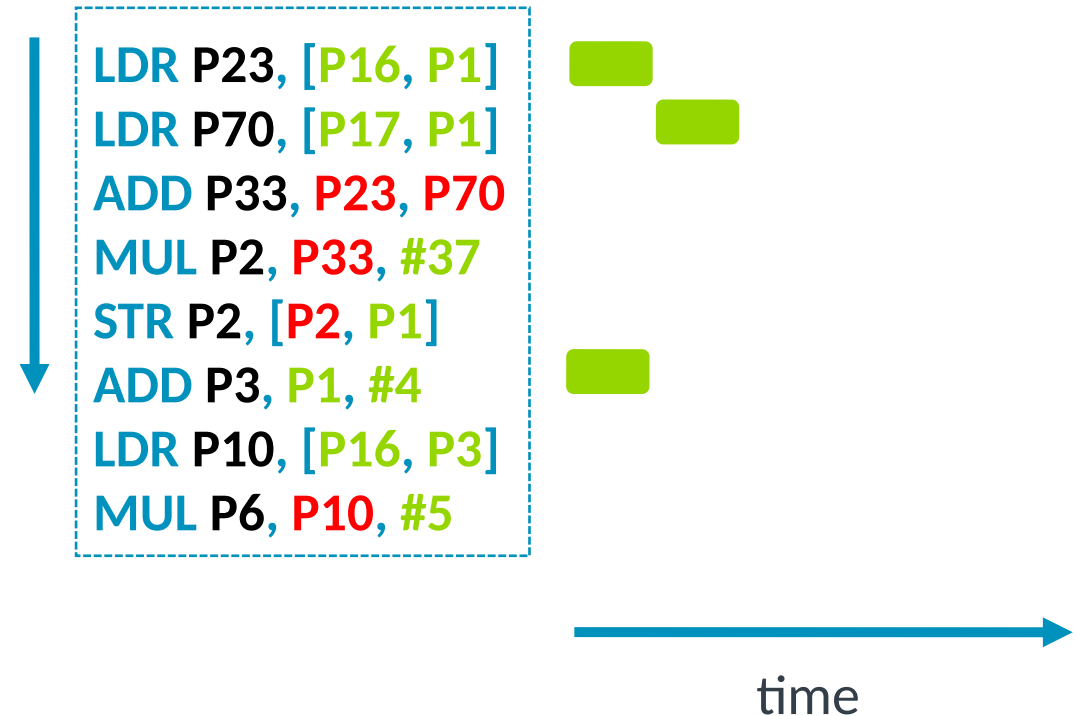 LDR P23, [P16, P1]
LDR P70, [P17, P1]
ADD P33, P23, P70
MUL P2, P33, #37
STR P2, [P2, P1]
ADD P3, P1, #4
LDR P10, [P16, P3]
MUL P6, P10, #5
time